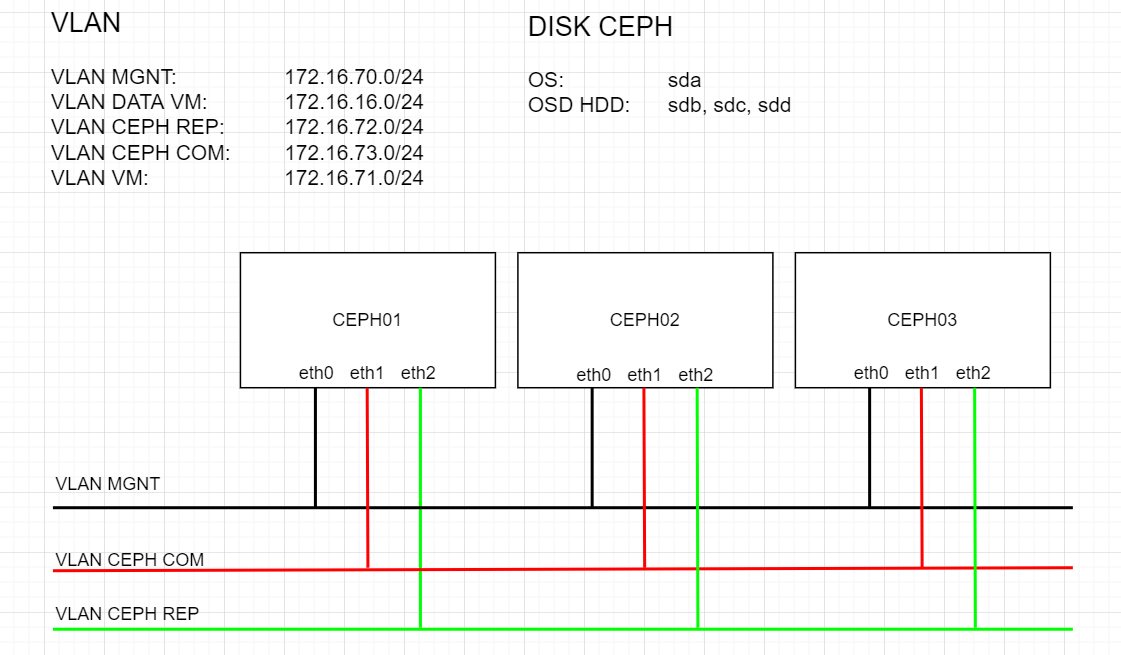 VLAN
VLAN MGNT: 172.16.70.0/24
VLAN DATA VM: 172.16.16.0/24
VLAN CEPH REP: 172.16.72.0/24
VLAN CEPH COM: 172.16.73.0/24
VLAN VM: 172.16.71.0/24
DISK CEPH
OS: sda
OSD HDD: sdb, sdc, sdd
CEPH01
eth0 eth1 eth2
CEPH02
eth0 eth1 eth2
CEPH03
eth0 eth1 eth2
VLAN MGNT
VLAN CEPH COM
VLAN CEPH REP